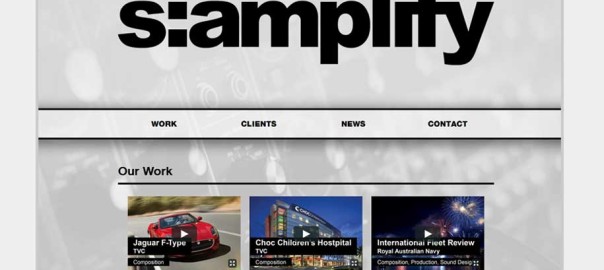 s:amplify
WORK CLIENTS NEWS CONTACT
Our Work
Jaguar F-Type
TVC
Composition
Choc Children's Hostpital
TVC
Composition
International Fleet Review
Royal Australian Navy
Composition, Production, Sound Design